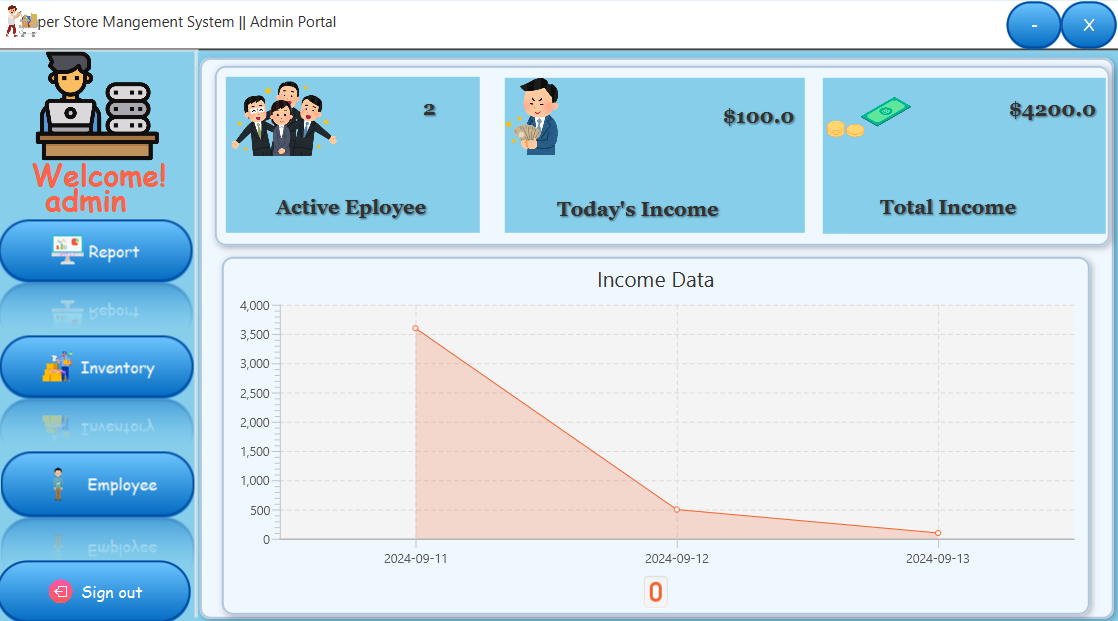 per Store Mangement System || Admin Portal
-
X
Welcome!
admin
Report
Inventory
Employee
Sign out
2
Active Eployee
$100.0
Today's Income
$4200.0
Total Income
Income Data
4,000
3,500
3,000
2,500
2,000
1,500
1,000
500
0
2024-09-11
2024-09-12
2024-09-13